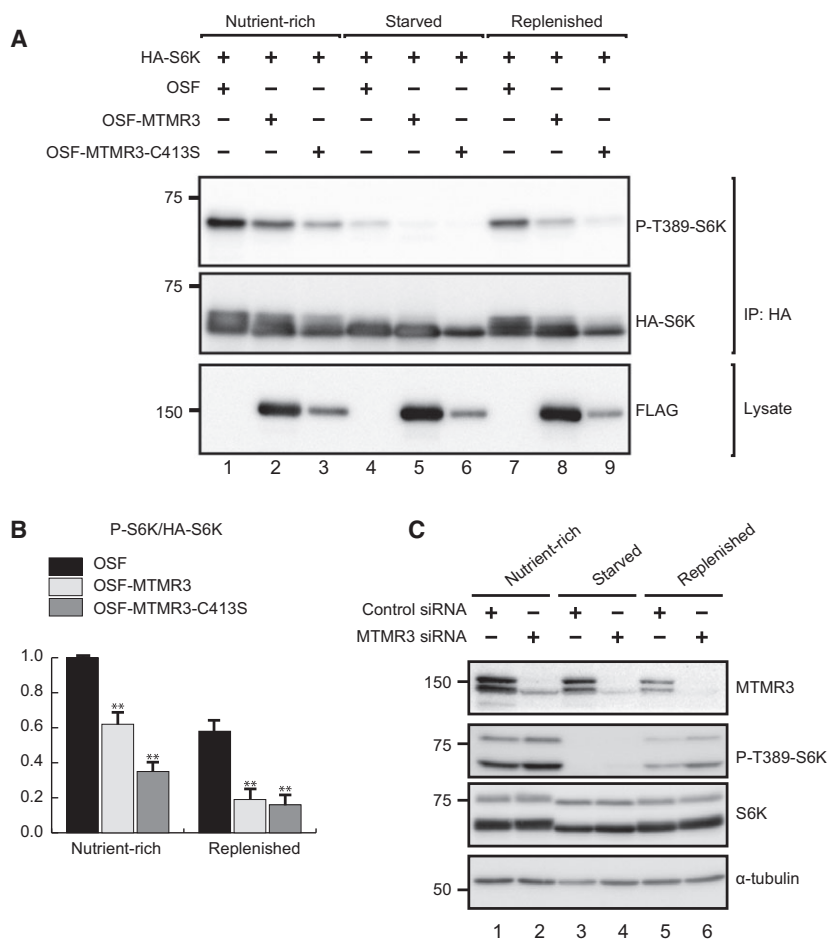 A
Nutrient-rich Starved Replenished
HA-S6K + + + + + + + + +
OSF + – – + – – + – –
OSF-MTMR3 – + – – + – – + –
OSF-MTMR3-C413S – – + – – + – – +
75
P-T389-S6K
75
HA-S6K
IP: HA
150
FLAG
Lysate
1 2 3 4 5 6 7 8 9
B
P-S6K/HA-S6K
OSF
OSF-MTMR3
OSF-MTMR3-C413S
1.0
0.8
0.6
0.4
0.2
0.0
** ** ** **
Nutrient-rich Replenished
C
Nutrient-rich Starved Replenished
Control siRNA + – + – + –
MTMR3 siRNA – + – + – +
150
MTMR3
75
P-T389-S6K
75
S6K
50
α-tubulin
1 2 3 4 5 6